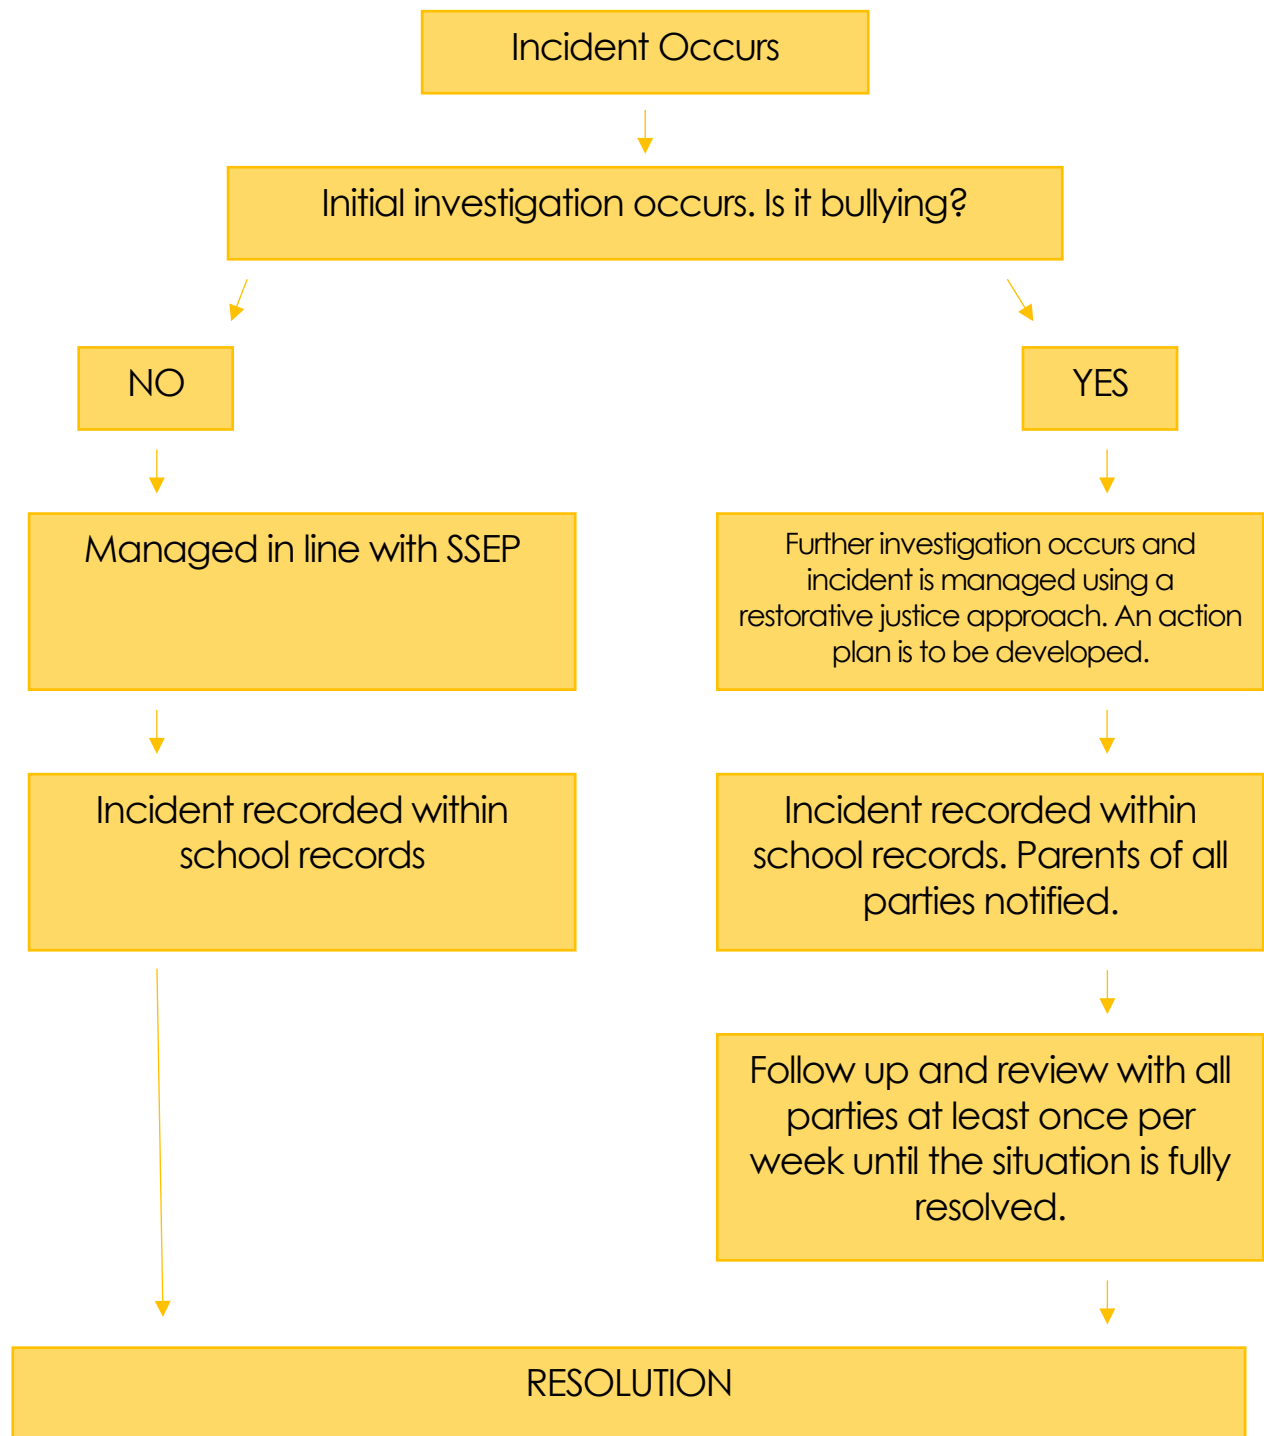 Incident Occurs
Initial investigation occurs. Is it bullying?
NO
YES
Managed in line with SSEP
Further investigation occurs and
incident is managed using a
restorative justice approach. An action
plan is to be developed.
Incident recorded within
school records
Incident recorded within
school records. Parents of all
parties notified.
Follow up and review with all
parties at least once per
week until the situation is fully
resolved.
RESOLUTION